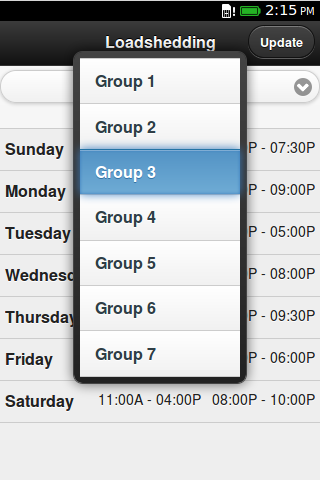 2:15 PM
Loadshedding
Update
Group 1
Group 2
Group 3
Group 4
Group 5
Group 6
Group 7
Sunday P - 07:30P
Monday P - 09:00P
Tuesday P - 05:00P
Wednesd P - 08:00P
Thursday P - 09:30P
Friday P - 06:00P
Saturday 11:00A - 04:00P 08:00P - 10:00P